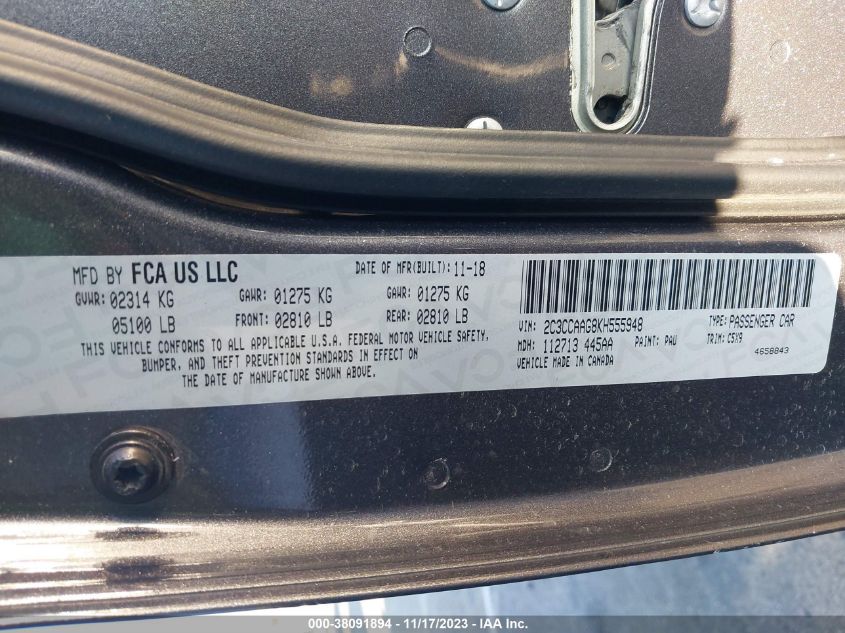 MFD BY FCA US LLC
DATE OF MFR(BUILT): 11-18
GVWR: 02314 KG GAWR: 01275 KG GAWR: 01275 KG
05100 LB FRONT: 02810 LB REAR: 02810 LB
THIS VEHICLE CONFORMS TO ALL APPLICABLE U.S.A. FEDERAL MOTOR VEHICLE SAFETY,
BUMPER, AND THEFT PREVENTION STANDARDS IN EFFECT ON
THE DATE OF MANUFACTURE SHOWN ABOVE.
VIN: 2C3CCAAG8KH555948 TYPE: PASSENGER CAR
MDH: 112713 445AA PAINT: PAU TRIM: C5X9
VEHICLE MADE IN CANADA 4658843
000-38091894 - 11/17/2023 - IAA Inc.